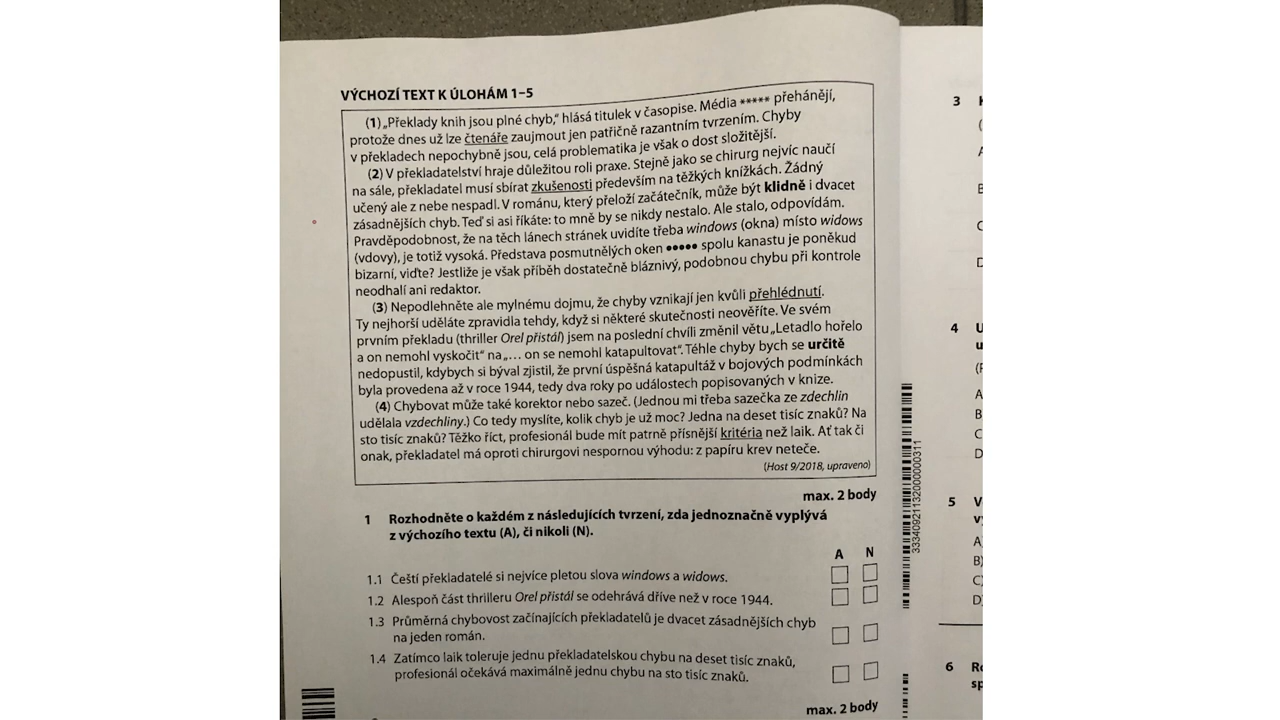 VÝCHOZÍ TEXT K ÚLOHÁM 1–5
(1) „Překlady knih jsou plné chyb,“ hlásá titulek v časopise. Média ***** přehánějí,
protože dnes už lze čtenáře zaujmout jen patřičně razantním tvrzením. Chyby
v překladech nepochybně jsou, celá problematika je však o dost složitější.
(2) V překladatelství hraje důležitou roli praxe. Stejně jako se chirurg nejvíc naučí
na sále, překladatel musí sbírat zkušenosti především na těžkých knížkách. Žádný
učený ale z nebe nespadl. V románu, který přeloží začátečník, může být klidně i dvacet
zásadnějších chyb. Teď si asi říkáte: to mně by se nikdy nestalo. Ale stalo, odpovídám.
Pravděpodobnost, že na těch lánech stránek uvidíte třeba windows (okna) místo widows
(vdovy), je totiž vysoká. Představa posmutnělých oken ••••• spolu kanastu je poněkud
bizarní, viďte? Jestliže je však příběh dostatečně bláznivý, podobnou chybu při kontrole
neodhalí ani redaktor.
(3) Nepodlehněte ale mylnému dojmu, že chyby vznikají jen kvůli přehlédnutí.
Ty nejhorší uděláte zpravidla tehdy, když si některé skutečnosti neověříte. Ve svém
prvním překladu (thriller Orel přistál) jsem na poslední chvíli změnil větu „Letadlo hořelo
a on nemohl vyskočit“ na „… on se nemohl katapultovat“. Téhle chyby bych se určitě
nedopustil, kdybych si býval zjistil, že první úspěšná katapultáž v bojových podmínkách
byla provedena až v roce 1944, tedy dva roky po událostech popisovaných v knize.
(4) Chybovat může také korektor nebo sazeč. (Jednou mi třeba sazečka ze zdechlin
udělala vzdechliny.) Co tedy myslíte, kolik chyb je už moc? Jedna na deset tisíc znaků? Na
sto tisíc znaků? Těžko říct, profesionál bude mít patrně přísnější kritéria než laik. Ať tak či
onak, překladatel má oproti chirurgovi nespornou výhodu: z papíru krev neteče.
(Host 9/2018, upraveno)
max. 2 body
1 Rozhodněte o každém z následujících tvrzení, zda jednoznačně vyplývá
z výchozího textu (A), či nikoli (N).
A N
1.1 Čeští překladatelé si nejvíce pletou slova windows a widows.
1.2 Alespoň část thrilleru Orel přistál se odehrává dříve než v roce 1944.
1.3 Průměrná chybovost začínajících překladatelů je dvacet zásadnějších chyb
na jeden román.
1.4 Zatímco laik toleruje jednu překladatelskou chybu na deset tisíc znaků,
profesionál očekává maximálně jednu chybu na sto tisíc znaků.
max. 2 body
3334092113200000000311
3
A
B
C
D
4 U
u
A
B
C
D
5 V
A)
B)
C)
D)
6
sp